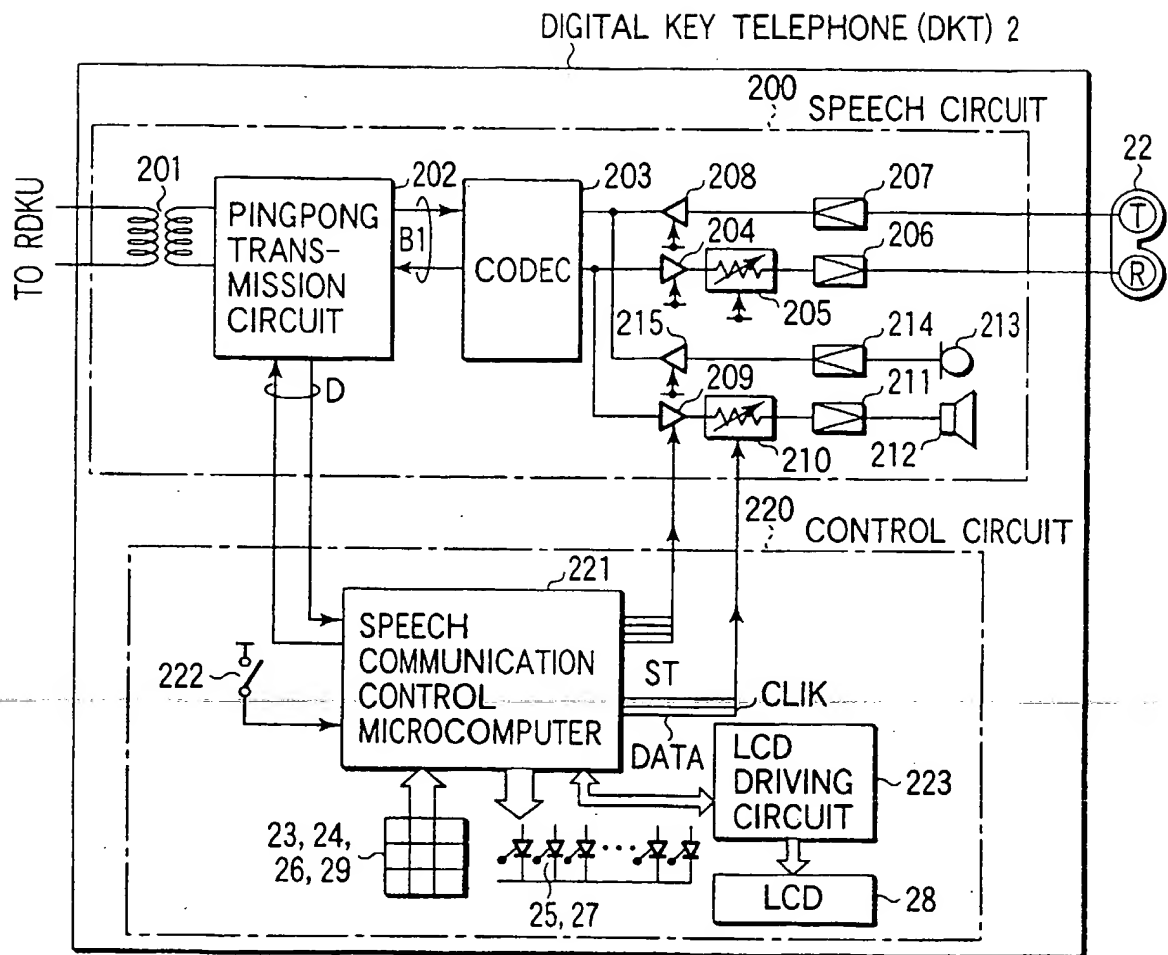 DIGITAL KEY TELEPHONE (DKT) 2
200
SPEECH CIRCUIT
22
201
202
203
208
207
TO RDKU
PINGPONG
TRANS-
MISSION
CIRCUIT
B1
CODEC
204
206
T
R
205
215
214
213
D
209
211
210
212
220
CONTROL CIRCUIT
221
SPEECH
COMMUNICATION
CONTROL
MICROCOMPUTER
222
ST
CLIK
DATA
LCD
DRIVING
CIRCUIT
223
23, 24,
26, 29
25, 27
LCD
28